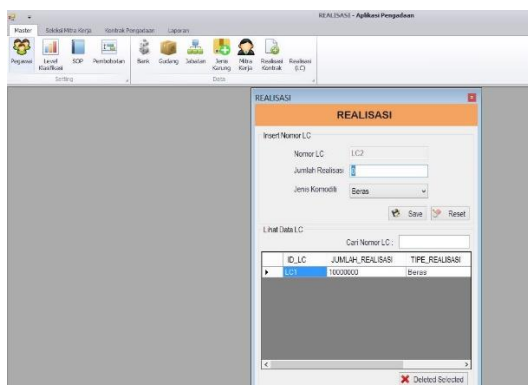 REALISASI - Aplikasi Pengadaan
Master Seleksi Mitra Kerja Kontrak Pengadaan Laporan
Pegawai Level Klasifikasi SOP Pembobotan Bank Gudang Jabatan Jenis Karung Mitra Kerja Realisasi Kontrak Realisasi (LC)
Setting Data
REALISASI
REALISASI
Insert Nomor LC
Nomor LC LC2
Jumlah Realisasi 0
Jenis Komoditi Beras
Save Reset
Lihat Data LC
Cari Nomor LC :
ID_LC JUMLAH_REALISASI TIPE_REALISASI
LC1 10000000 Beras
Deleted Selected